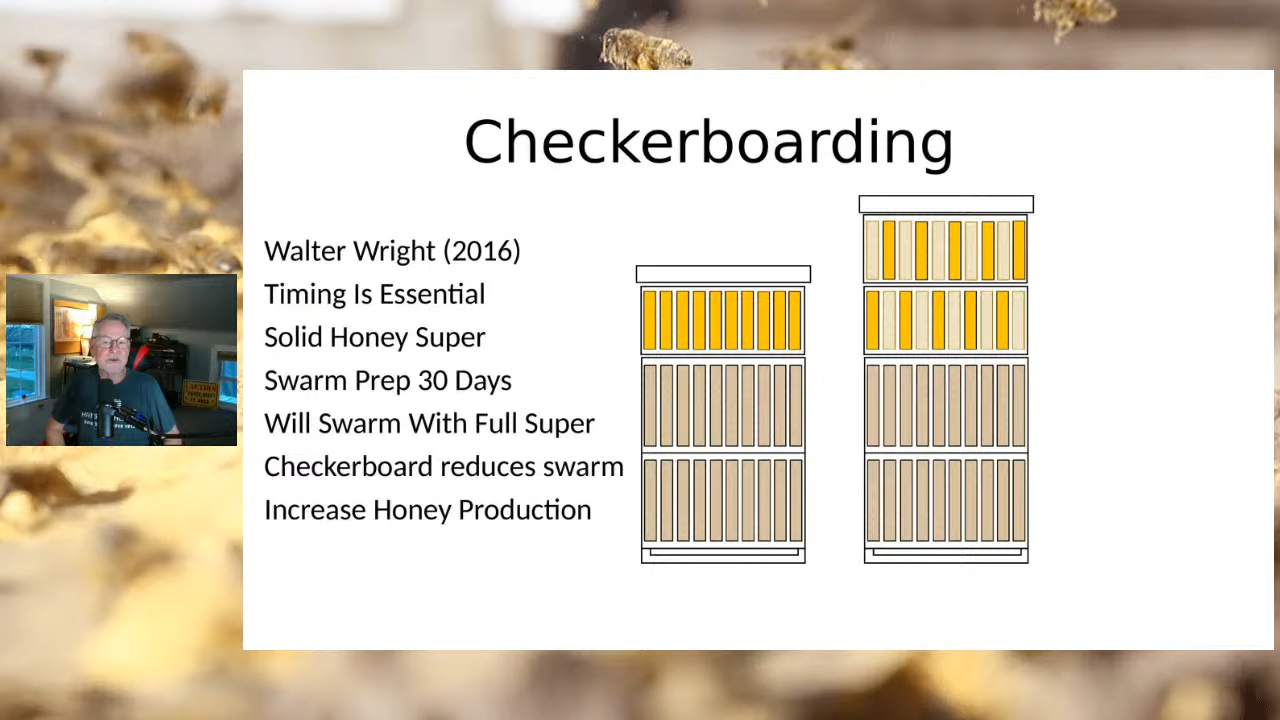 Checkerboarding
Walter Wright (2016)
Timing Is Essential
Solid Honey Super
Swarm Prep 30 Days
Will Swarm With Full Super
Checkerboard reduces swarm
Increase Honey Production
CAUTION